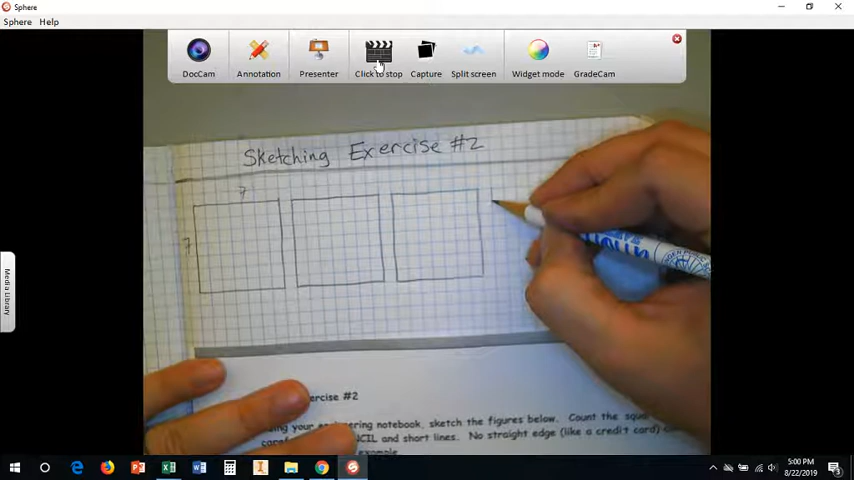 Sphere
Sphere Help
DocCam Annotation Presenter Click to stop Capture Split screen Widget mode GradeCam
Sketching Exercise #2
7
7
Media Library
ercise #2
your engineering notebook, sketch the figures below. Count the squ
NCIL and short lines. No straight edge (like a credit card)
example
5:00 PM
8/22/2019